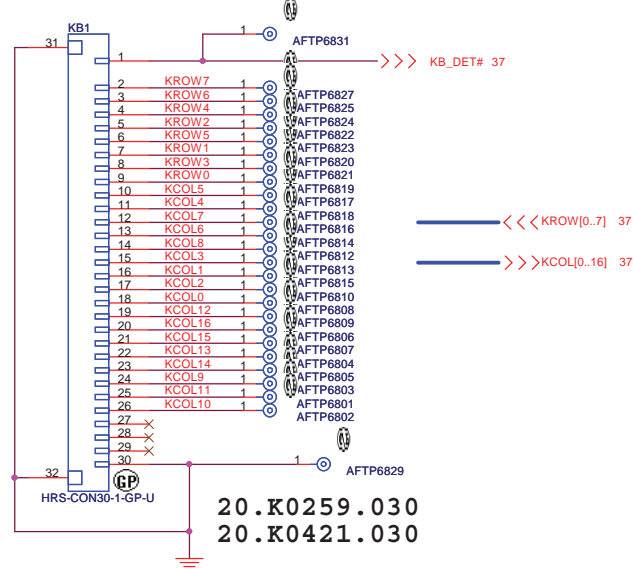 KB1
31
1
1
AFTP6831
KB_DET# 37
2 KROW7 1 AFTP6827
3 KROW6 1 AFTP6825
4 KROW4 1 AFTP6824
5 KROW2 1 AFTP6822
6 KROW5 1 AFTP6823
7 KROW1 1 AFTP6820
8 KROW3 1 AFTP6821
9 KROW0 1 AFTP6819
10 KCOL5 1 AFTP6817
11 KCOL4 1 AFTP6818
12 KCOL7 1 AFTP6816
13 KCOL6 1 AFTP6814
14 KCOL8 1 AFTP6812
15 KCOL3 1 AFTP6813
16 KCOL1 1 AFTP6815
17 KCOL2 1 AFTP6810
18 KCOL0 1 AFTP6808
19 KCOL12 1 AFTP6809
20 KCOL16 1 AFTP6806
21 KCOL15 1 AFTP6807
22 KCOL13 1 AFTP6804
23 KCOL14 1 AFTP6805
24 KCOL9 1 AFTP6803
25 KCOL11 1 AFTP6801
26 KCOL10 1 AFTP6802
27
28
29
30
1
AFTP6829
32
GP
HRS-CON30-1-GP-U
20.K0259.030
20.K0421.030
KROW[0..7] 37
KCOL[0..16] 37